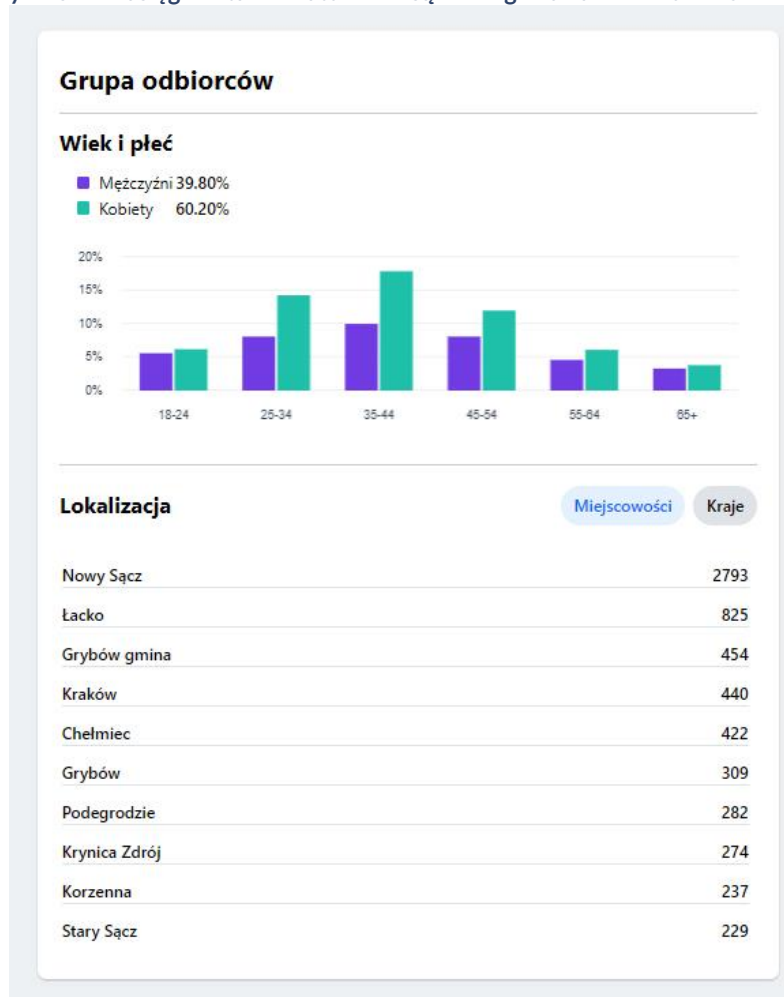 Grupa odbiorców
Wiek i płeć
Mężczyźni 39.80%
Kobiety 60.20%
20%
15%
10%
5%
0%
18-24 25-34 35-44 45-54 55-64 65+
Lokalizacja Miejscowości Kraje
Nowy Sącz 2793
Łacko 825
Grybów gmina 454
Kraków 440
Chełmiec 422
Grybów 309
Podegrodzie 282
Krynica Zdrój 274
Korzenna 237
Stary Sącz 229